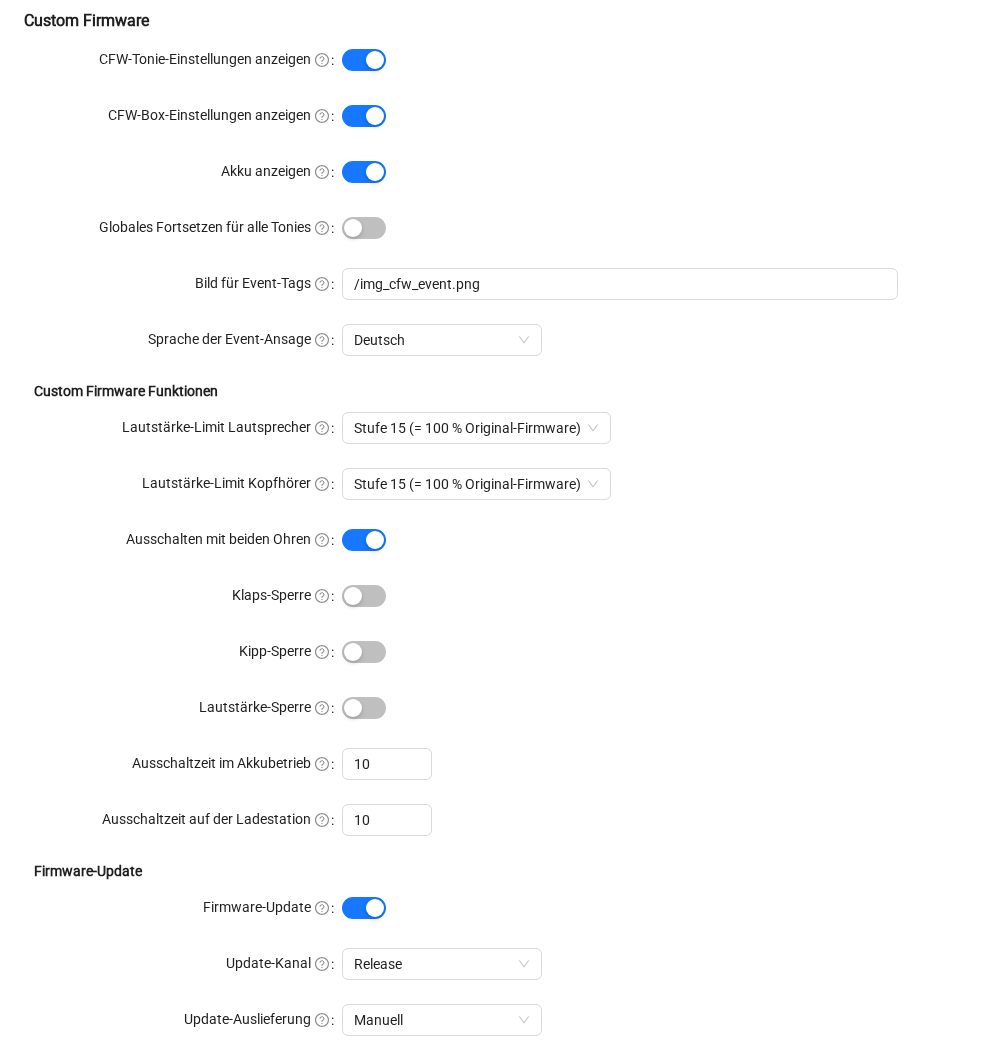 Custom Firmware
CFW-Tonie-Einstellungen anzeigen ? :
CFW-Box-Einstellungen anzeigen ? :
Akku anzeigen ? :
Globales Fortsetzen für alle Tonies ? :
Bild für Event-Tags ? : /img_cfw_event.png
Sprache der Event-Ansage ? : Deutsch
Custom Firmware Funktionen
Lautstärke-Limit Lautsprecher ? : Stufe 15 (= 100 % Original-Firmware)
Lautstärke-Limit Kopfhörer ? : Stufe 15 (= 100 % Original-Firmware)
Ausschalten mit beiden Ohren ? :
Klaps-Sperre ? :
Kipp-Sperre ? :
Lautstärke-Sperre ? :
Ausschaltzeit im Akkubetrieb ? : 10
Ausschaltzeit auf der Ladestation ? : 10
Firmware-Update
Firmware-Update ? :
Update-Kanal ? : Release
Update-Auslieferung ? : Manuell